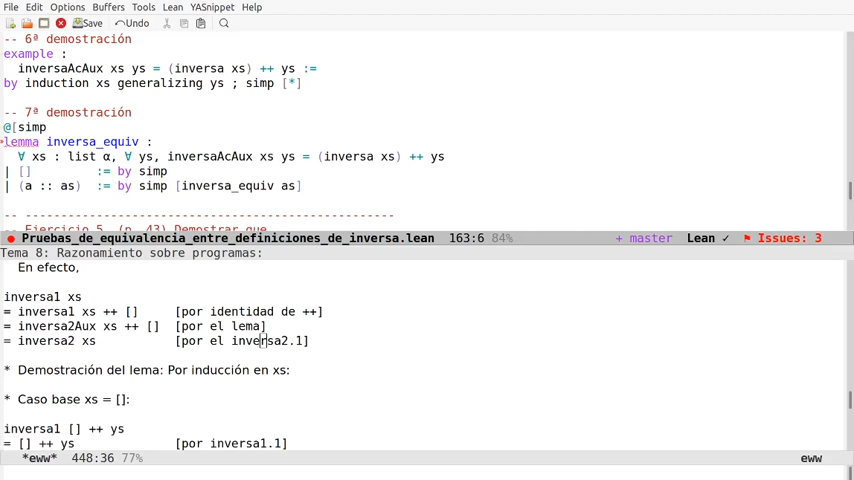 File Edit Options Buffers Tools Lean YASnippet Help
Save Undo
-- 6ª demostración
example :
  inversaAcAux xs ys = (inversa xs) ++ ys :=
by induction xs generalizing ys ; simp [*]
-- 7ª demostración
@[simp
lemma inversa_equiv :
  ∀ xs : list α, ∀ ys, inversaAcAux xs ys = (inversa xs) ++ ys
| []         := by simp
| (a :: as)  := by simp [inversa_equiv as]
-- -----------------------------------------------------
-- Ejercicio 5. (p. 43) Demostrar que
Pruebas_de_equivalencia_entre_definiciones_de_inversa.lean 163:6 84% + master Lean ✓ Issues: 3
Tema 8: Razonamiento sobre programas:
En efecto,
inversa1 xs
= inversa1 xs ++ []     [por identidad de ++]
= inversa2Aux xs ++ []  [por el lema]
= inversa2 xs           [por el inversa2.1]
* Demostración del lema: Por inducción en xs:
* Caso base xs = []:
inversa1 [] ++ ys
= [] ++ ys              [por inversa1.1]
*eww* 448:36 77% eww